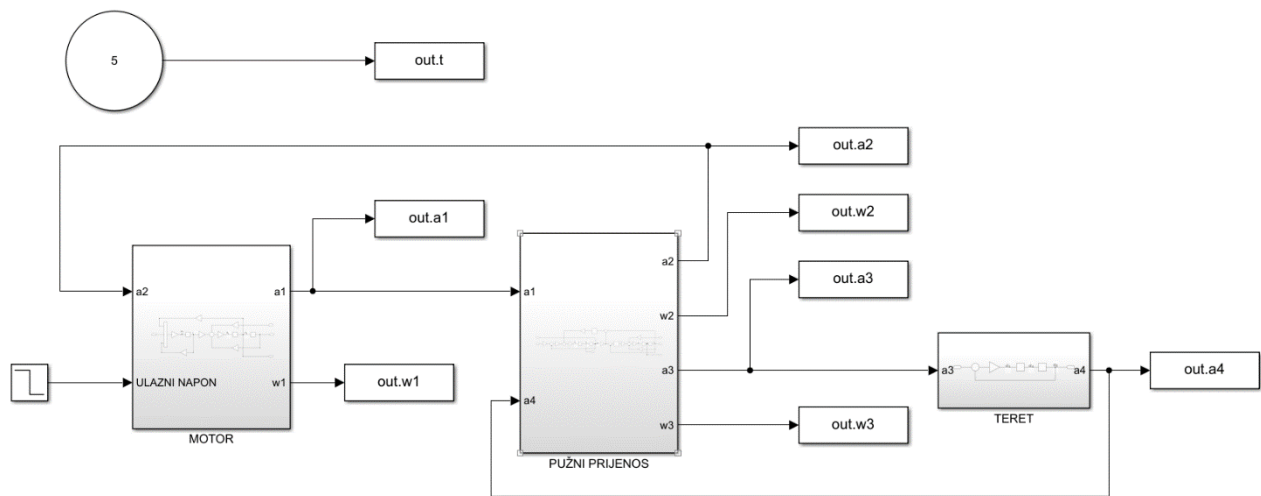 5
out.t
out.a2
out.a1
out.w2
out.a3
a2
a1
ULAZNI NAPON
w1
MOTOR
out.w1
a1
a4
a2
w2
a3
w3
PUŽNI PRIJENOS
out.w3
a3
a4
TERET
out.a4